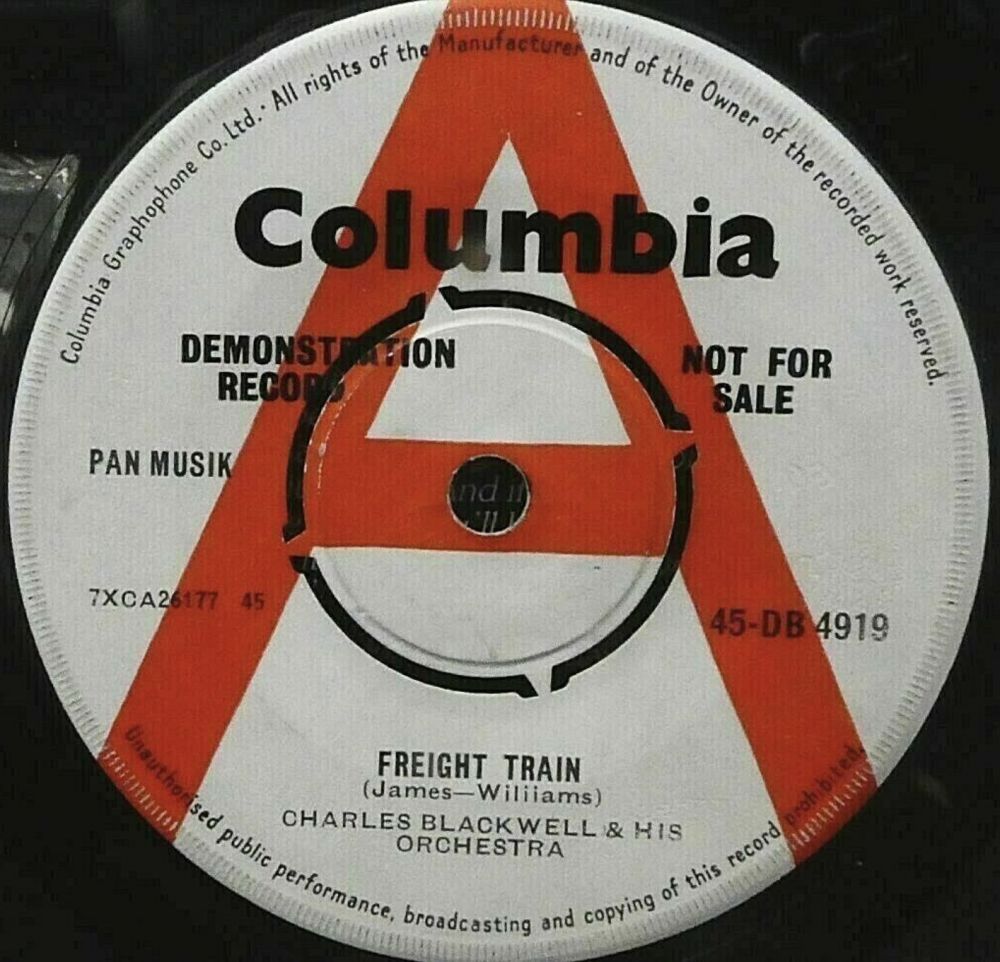 Columbia Graphophone Co. Ltd. · All rights of the Manufacturer and of the Owner of the recorded work reserved.
Columbia
DEMONSTRATION
RECORD
NOT FOR
SALE
PAN MUSIK
7XCA26177 45
45-DB 4919
FREIGHT TRAIN
(James—Wiliiams)
CHARLES BLACKWELL & HIS
ORCHESTRA
Unauthorised public performance, broadcasting and copying of this record prohibited.